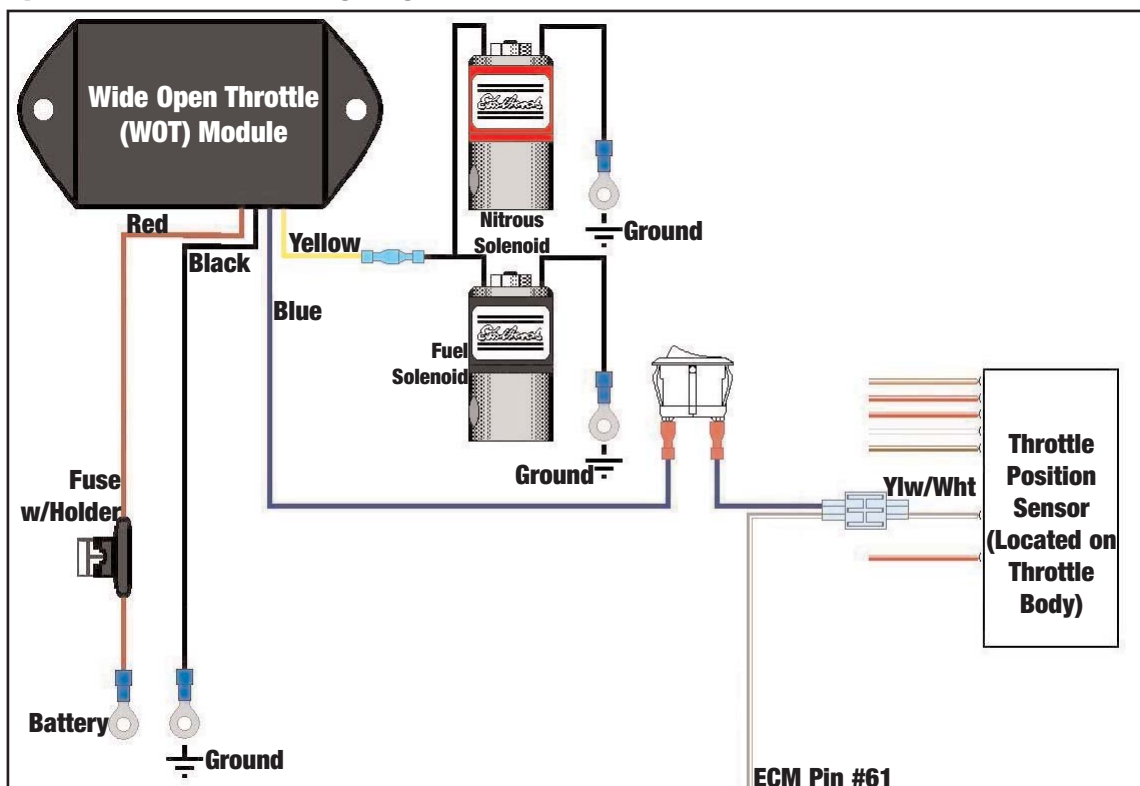 Wide Open Throttle
(WOT) Module
Red
Black
Yellow
Blue
Nitrous
Solenoid
Ground
Fuel
Solenoid
Ground
Fuse
w/Holder
Battery
Ground
Ylw/Wht
Throttle
Position
Sensor
(Located on
Throttle
Body)
ECM Pin #61